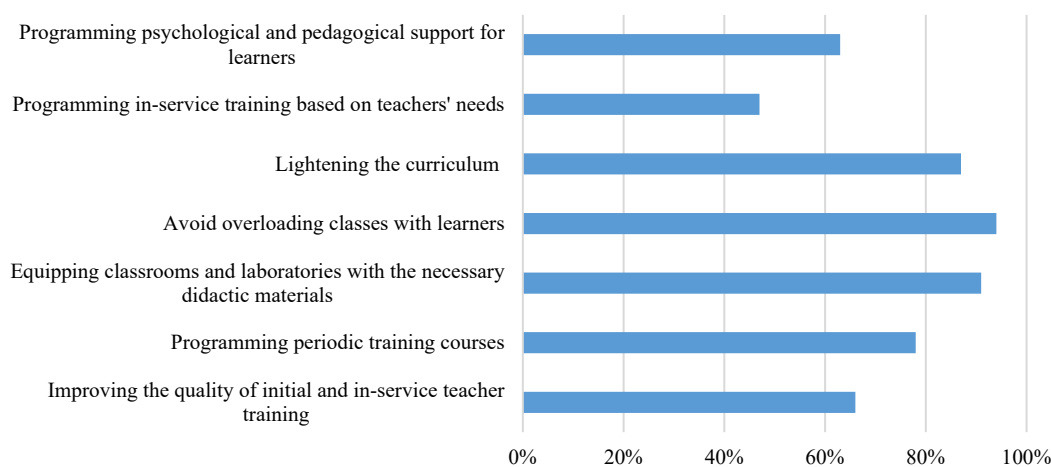 Programming psychological and pedagogical support for
learners
Programming in-service training based on teachers' needs
Lightening the curriculum
Avoid overloading classes with learners
Equipping classrooms and laboratories with the necessary
didactic materials
Programming periodic training courses
Improving the quality of initial and in-service teacher
training
0% 20% 40% 60% 80% 100%